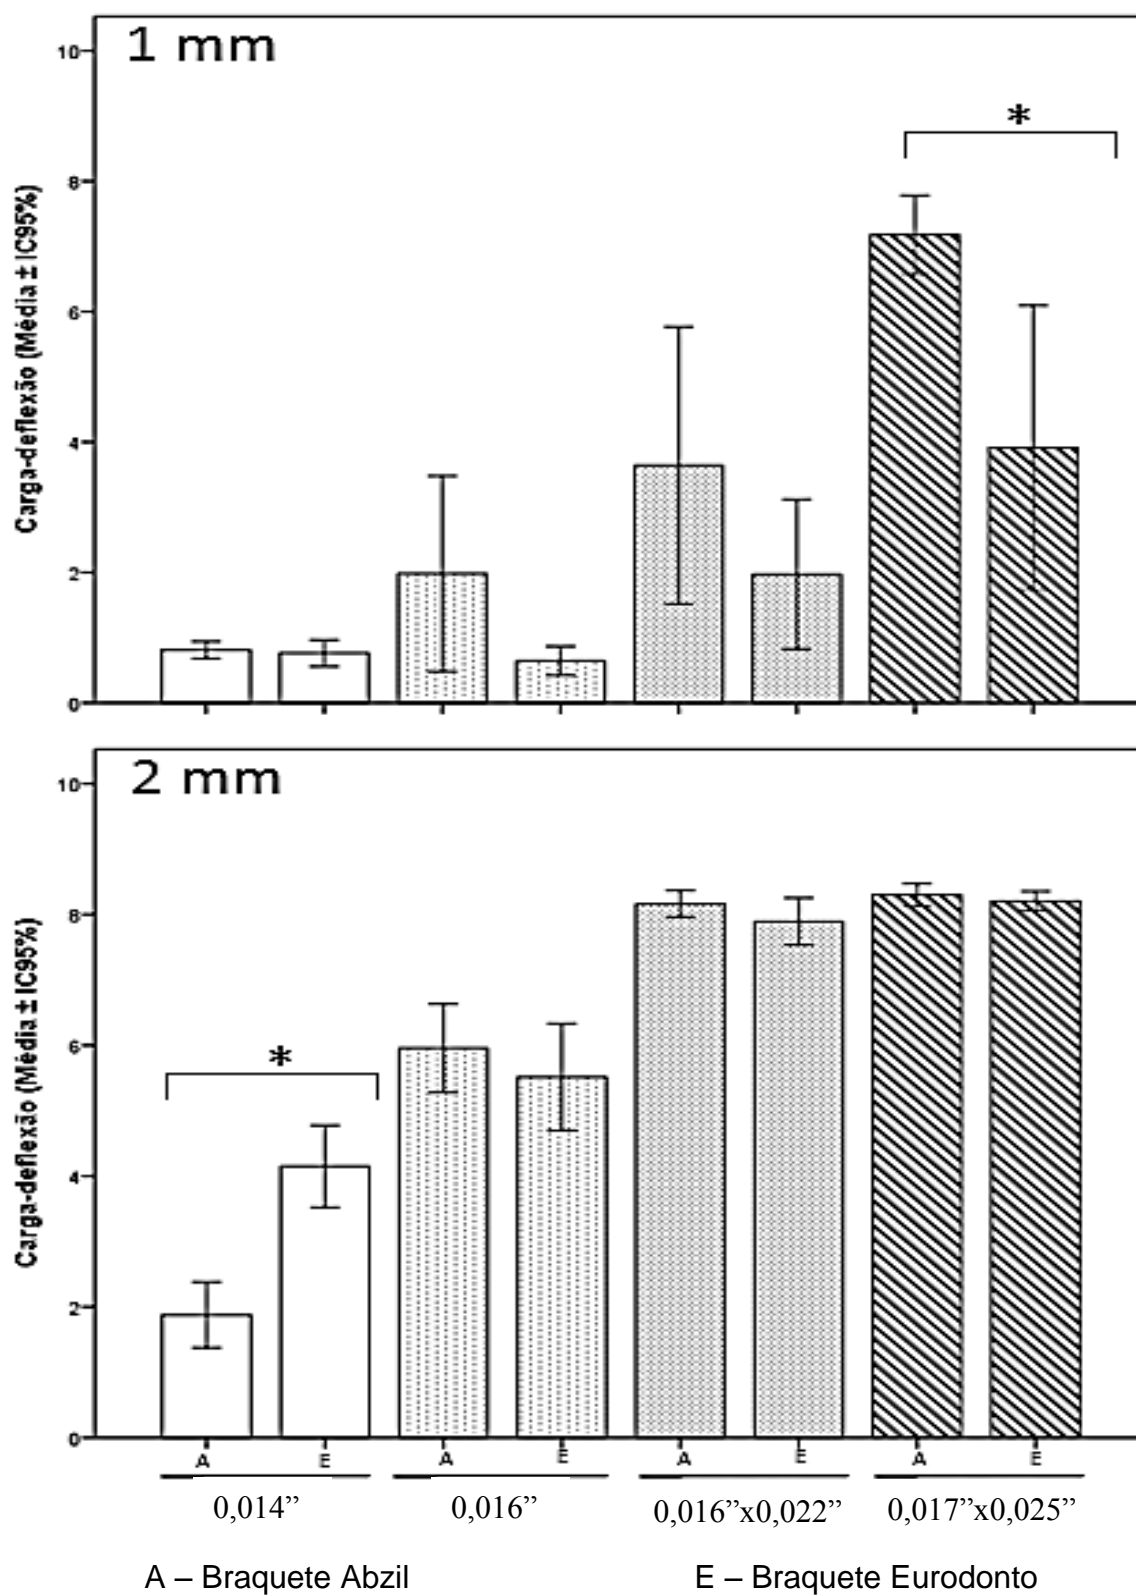 1 mm
10
8
6
4
2
0
Carga-deflexão (Média ± IC95%)
*
2 mm
10
8
6
4
2
0
Carga-deflexão (Média ± IC95%)
*
A E A E A E A E
0,014” 0,016” 0,016”x0,022” 0,017”x0,025”
A – Braquete Abzil E – Braquete Eurodonto